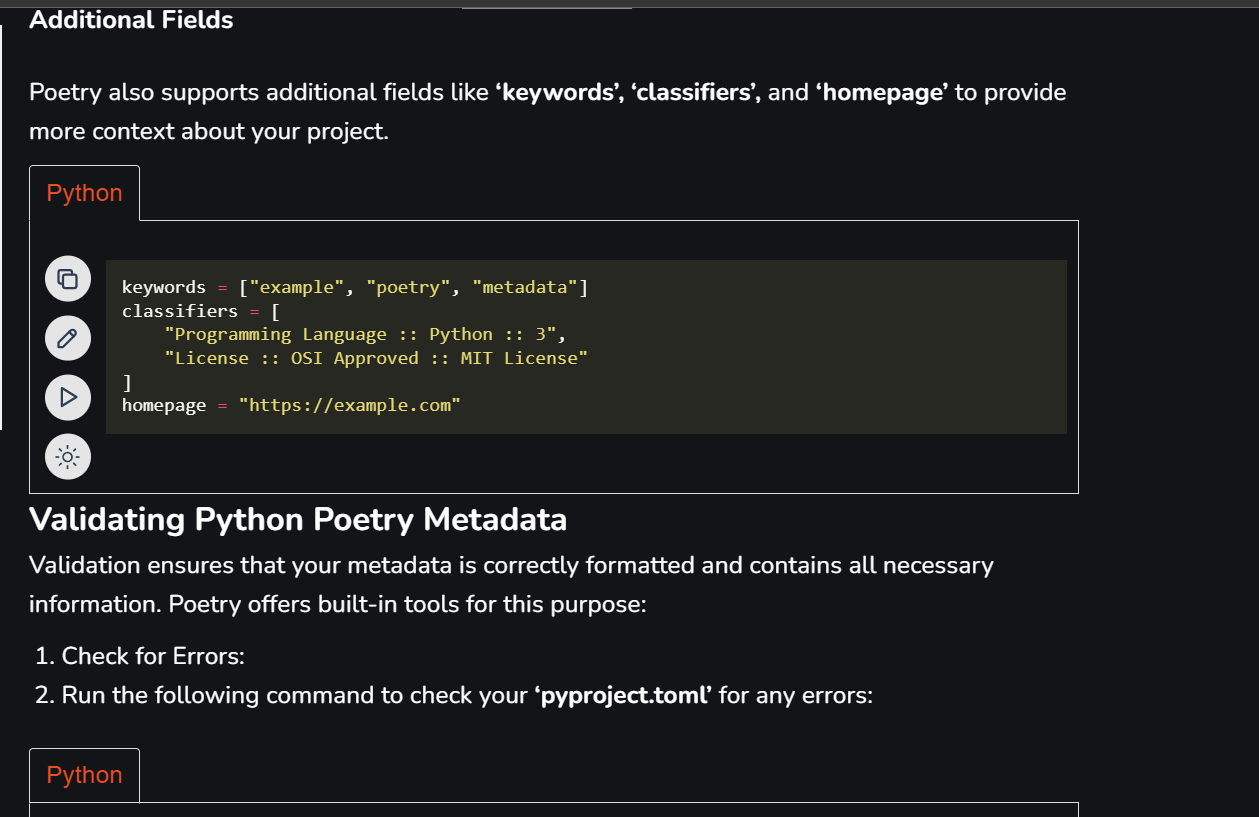 Additional Fields
Poetry also supports additional fields like ‘keywords’, ‘classifiers’, and ‘homepage’ to provide
more context about your project.
Python
keywords = ["example", "poetry", "metadata"]
classifiers = [
    "Programming Language :: Python :: 3",
    "License :: OSI Approved :: MIT License"
]
homepage = "https://example.com"
Validating Python Poetry Metadata
Validation ensures that your metadata is correctly formatted and contains all necessary
information. Poetry offers built-in tools for this purpose:
1. Check for Errors:
2. Run the following command to check your ‘pyproject.toml’ for any errors:
Python